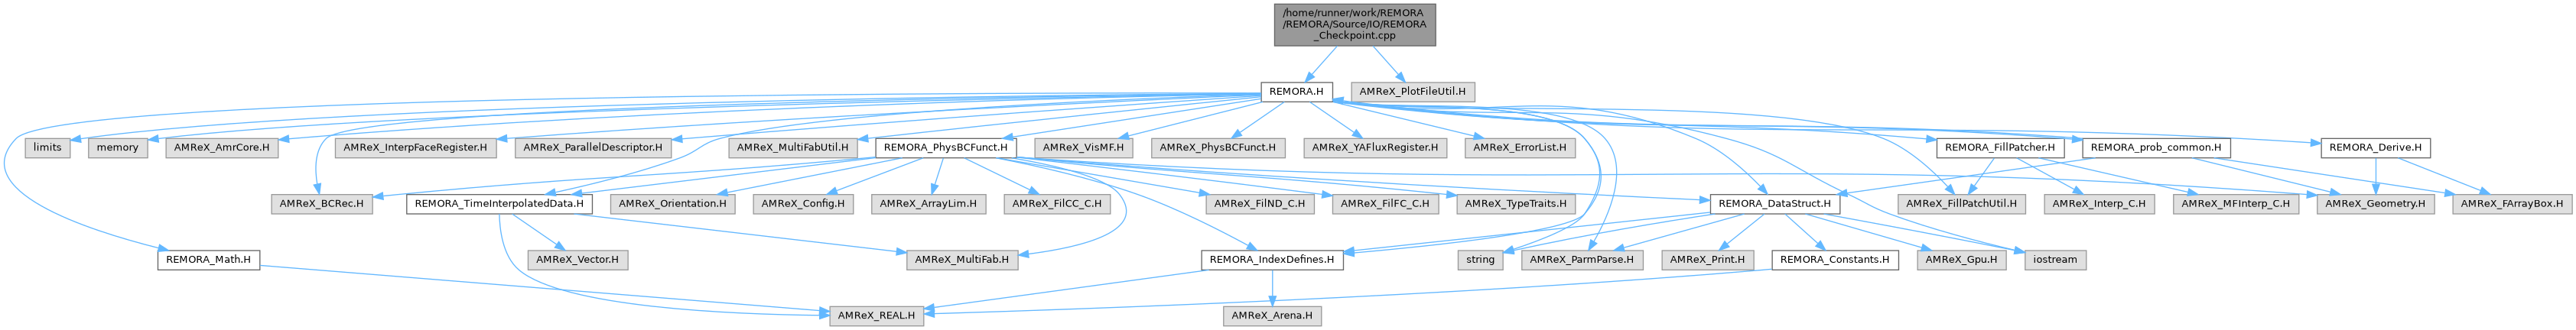 /home/runner/work/REMORA
/REMORA/Source/IO/REMORA
_Checkpoint.cpp
REMORA.H
AMReX_PlotFileUtil.H
limits
memory
AMReX_AmrCore.H
AMReX_InterpFaceRegister.H
AMReX_ParallelDescriptor.H
AMReX_MultiFabUtil.H
REMORA_PhysBCFunct.H
AMReX_VisMF.H
AMReX_PhysBCFunct.H
AMReX_YAFluxRegister.H
AMReX_ErrorList.H
REMORA_FillPatcher.H
REMORA_prob_common.H
REMORA_Derive.H
AMReX_BCRec.H
REMORA_TimeInterpolatedData.H
AMReX_Orientation.H
AMReX_Config.H
AMReX_ArrayLim.H
AMReX_FilCC_C.H
AMReX_FilND_C.H
AMReX_FilFC_C.H
AMReX_TypeTraits.H
REMORA_DataStruct.H
AMReX_FillPatchUtil.H
AMReX_Interp_C.H
AMReX_MFInterp_C.H
AMReX_Geometry.H
AMReX_FArrayBox.H
REMORA_Math.H
AMReX_Vector.H
AMReX_MultiFab.H
REMORA_IndexDefines.H
string
AMReX_ParmParse.H
AMReX_Print.H
REMORA_Constants.H
AMReX_Gpu.H
iostream
AMReX_REAL.H
AMReX_Arena.H